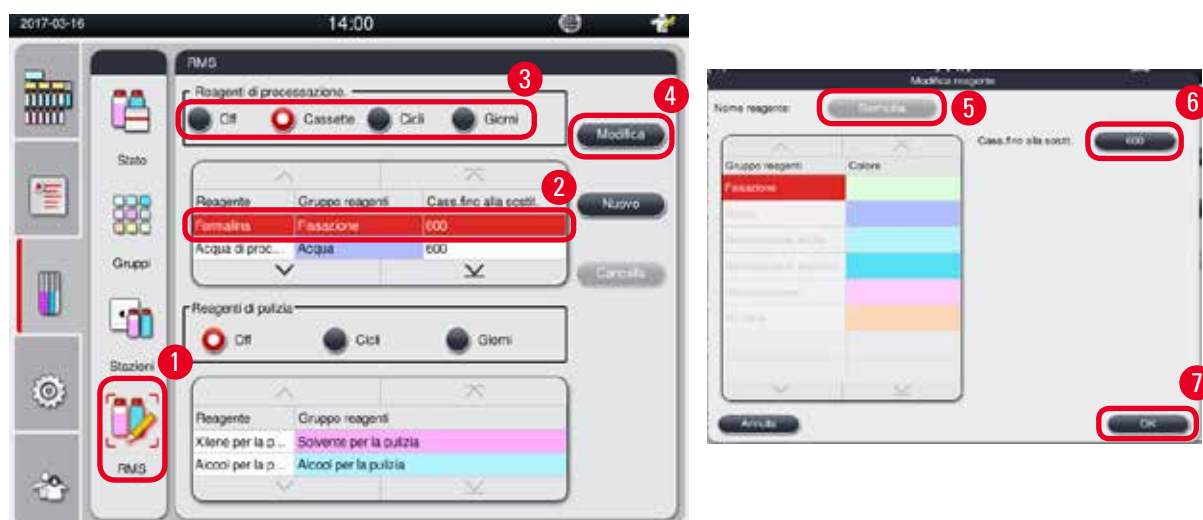 2017-03-16 14:00
RMS
Reagenti di processazione.
3
Off Cassette Cicli Giorni
4
Modifica
Stato
2
Reagente Gruppo reagenti Cass.fino alla sostit.
Nuovo
Formalina Fissazione 600
Acqua di proc... Acqua 600
Gruppi
Cancella
Reagenti di pulizia
Off Cicli Giorni
Stazioni
1
Reagente Gruppo reagenti
Xilene per la p... Solvente per la pulizia
Alcool per la p... Alcool per la pulizia
RMS
Modifica reagente
Nome reagente: Formalina
5
6
Cass.fino alla sostit. 600
Gruppo reagenti Colore
Fissazione
7
Annulla
OK